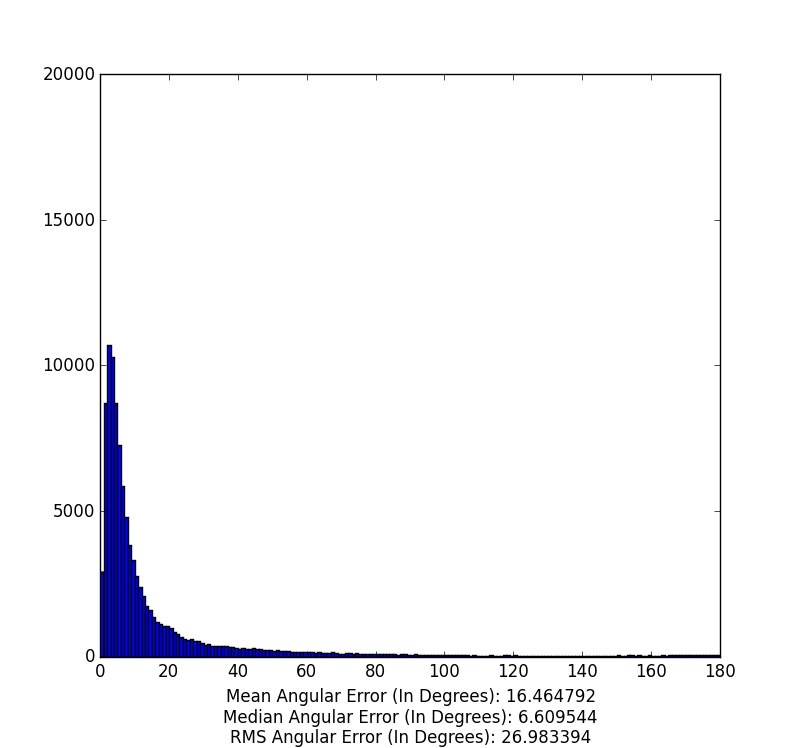 20000
15000
10000
5000
0
0 20 40 60 80 100 120 140 160 180
Mean Angular Error (In Degrees): 16.464792
Median Angular Error (In Degrees): 6.609544
RMS Angular Error (In Degrees): 26.983394